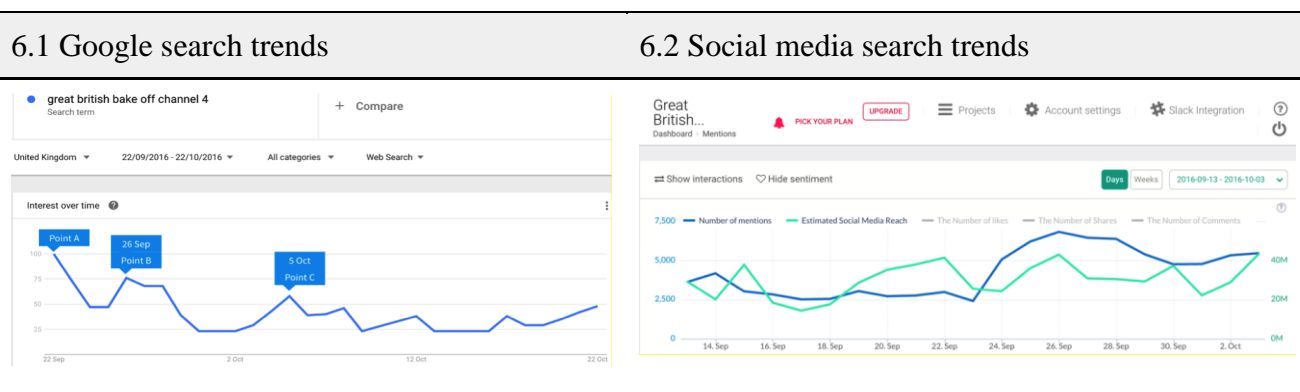 6.1 Google search trends
6.2 Social media search trends
great british bake off channel 4
Search term
+ Compare
United Kingdom
22/09/2016 - 22/10/2016
All categories
Web Search
Interest over time
Point A
26 Sep
Point B
5 Oct
Point C
100
75
50
25
22 Sep
2 Oct
12 Oct
22 Oct
Great
British...
Dashboard › Mentions
PICK YOUR PLAN
UPGRADE
Projects
Account settings
Slack Integration
?
Show interactions
Hide sentiment
Days
Weeks
2016-09-13 - 2016-10-03
?
Number of mentions
Estimated Social Media Reach
The Number of likes
The Number of Shares
The Number of Comments
7,500
5,000
2,500
0
40M
20M
0M
14. Sep
16. Sep
18. Sep
20. Sep
22. Sep
24. Sep
26. Sep
28. Sep
30. Sep
2. Oct